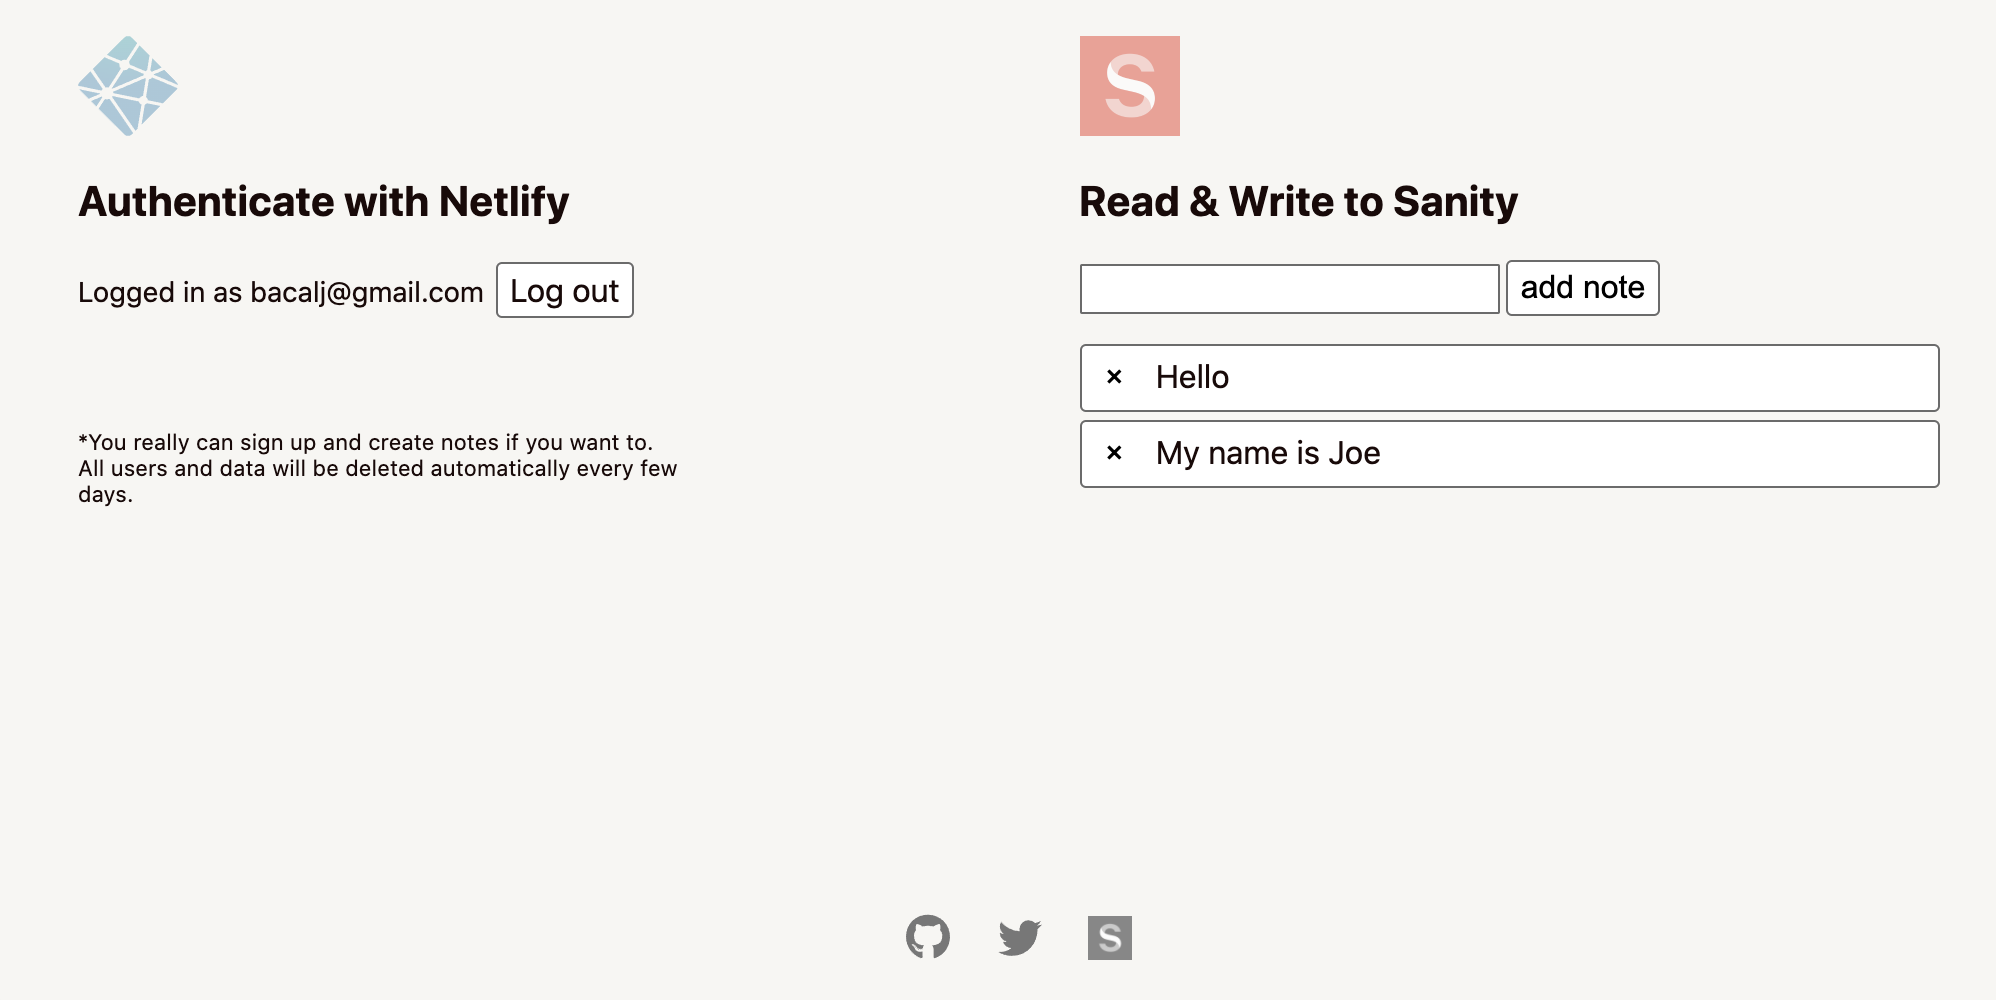 S
Authenticate with Netlify
Logged in as bacalj@gmail.com Log out
*You really can sign up and create notes if you want to.
All users and data will be deleted automatically every few
days.
Read & Write to Sanity
add note
× Hello
× My name is Joe
S